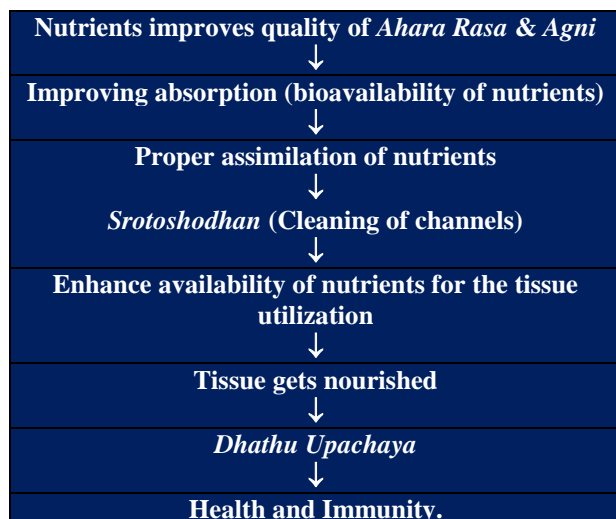 Nutrients improves quality of Ahara Rasa & Agni
↓
Improving absorption (bioavailability of nutrients)
↓
Proper assimilation of nutrients
↓
Srotoshodhan (Cleaning of channels)
↓
Enhance availability of nutrients for the tissue
utilization
↓
Tissue gets nourished
↓
Dhathu Upachaya
↓
Health and Immunity.